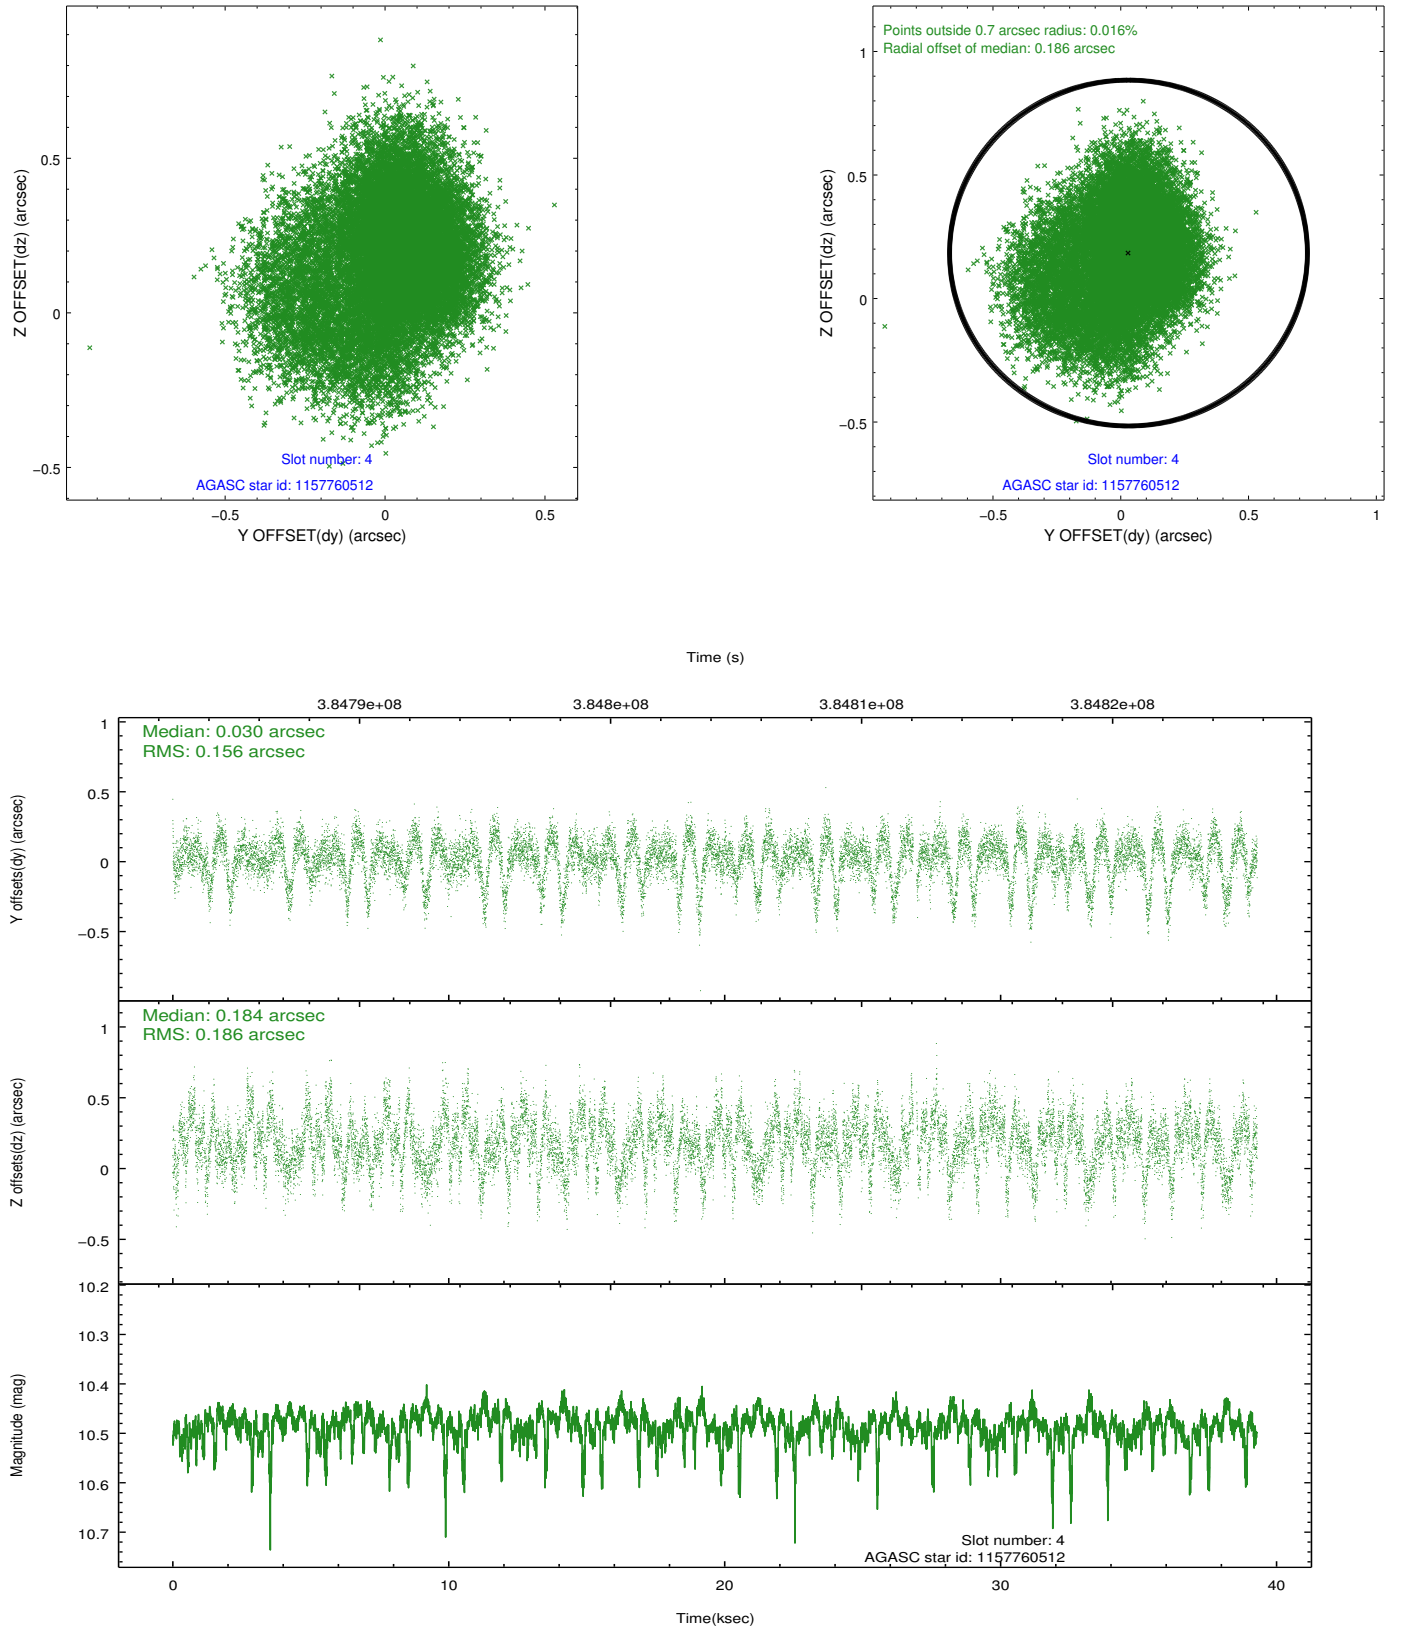 Z OFFSET(dz) (arcsec)
0.5
0
−0.5
Slot number: 4
AGASC star id: 1157760512
−0.5 0 0.5
Y OFFSET(dy) (arcsec)
Points outside 0.7 arcsec radius: 0.016%
Radial offset of median: 0.186 arcsec
Z OFFSET(dz) (arcsec)
1
0.5
0
−0.5
Slot number: 4
AGASC star id: 1157760512
−0.5 0 0.5 1
Y OFFSET(dy) (arcsec)
Time (s)
3.8479e+08 3.848e+08 3.8481e+08 3.8482e+08
Median: 0.030 arcsec
RMS: 0.156 arcsec
Y offsets(dy) (arcsec)
1
0.5
0
−0.5
Median: 0.184 arcsec
RMS: 0.186 arcsec
Z offsets(dz) (arcsec)
1
0.5
0
−0.5
Magnitude (mag)
10.2
10.3
10.4
10.5
10.6
10.7
Slot number: 4
AGASC star id: 1157760512
0 10 20 30 40
Time(ksec)